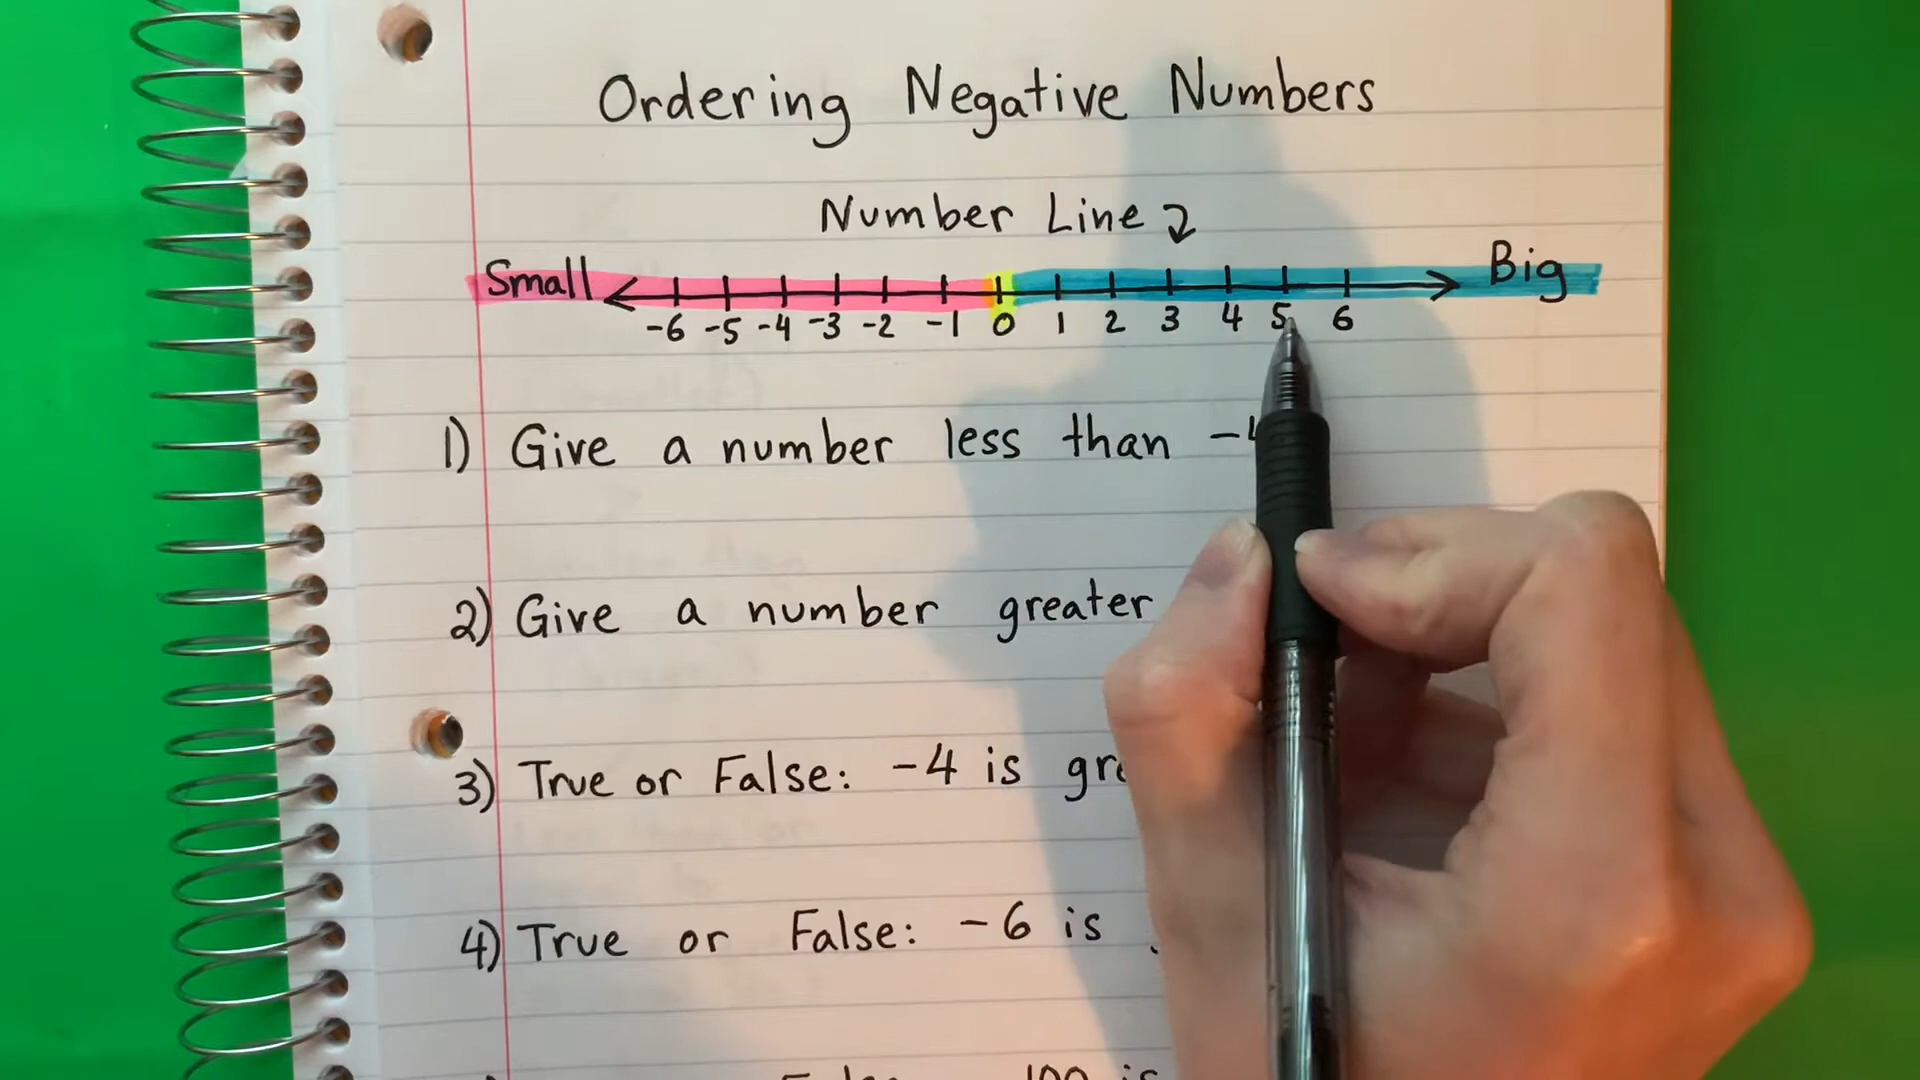 Ordering Negative Numbers
Number Line
Small Big
-6 -5 -4 -3 -2 -1 0 1 2 3 4 5 6
1) Give a number less than
2) Give a number greater
3) True or False: -4 is
4) True or False: -6 is
100 is